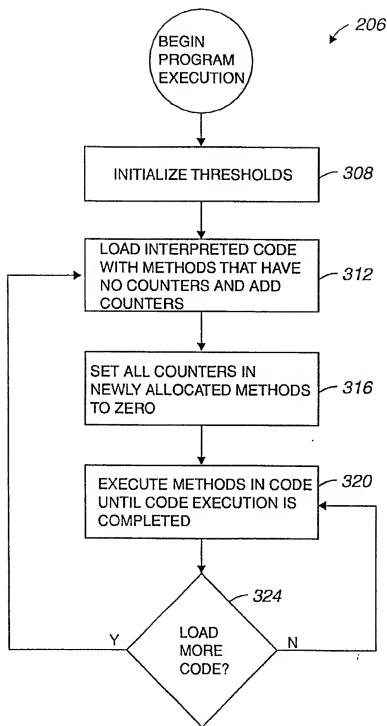 206
BEGIN
PROGRAM
EXECUTION
INITIALIZE THRESHOLDS
308
LOAD INTERPRETED CODE
WITH METHODS THAT HAVE
NO COUNTERS AND ADD
COUNTERS
312
SET ALL COUNTERS IN
NEWLY ALLOCATED METHODS
TO ZERO
316
EXECUTE METHODS IN CODE
UNTIL CODE EXECUTION IS
COMPLETED
320
324
Y
LOAD
MORE
CODE?
N